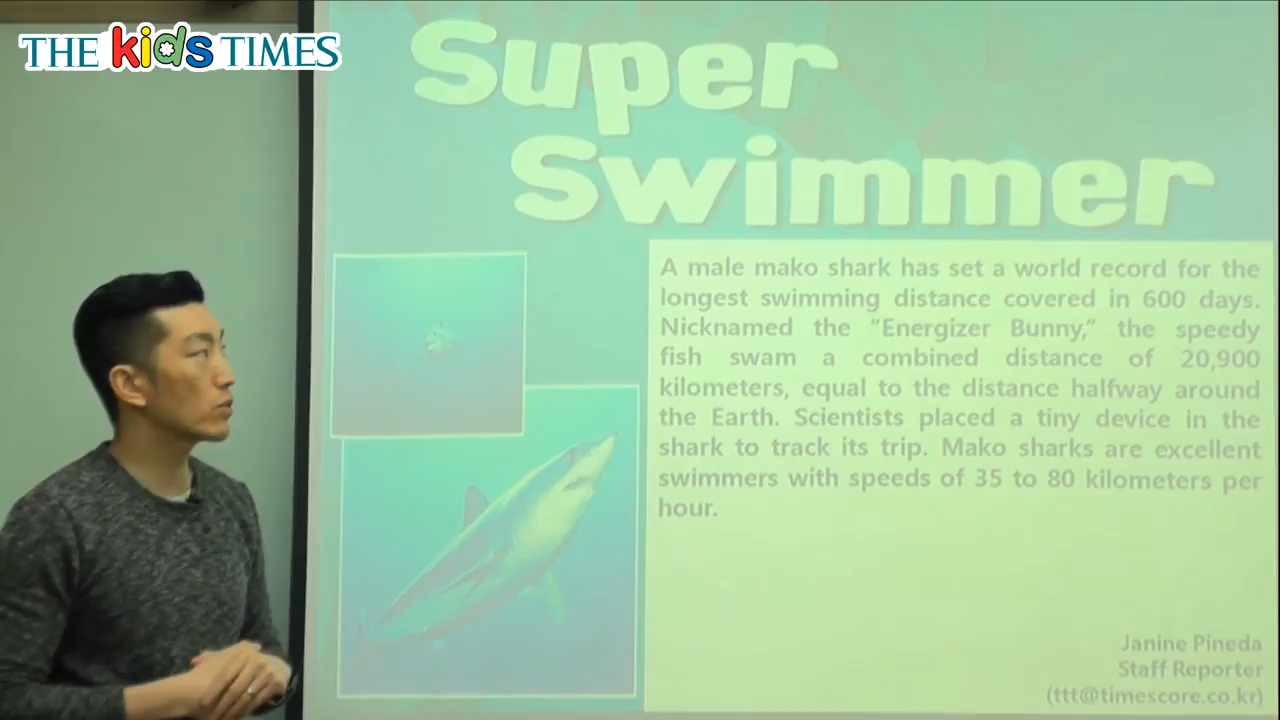 THE kids TIMES
Super
Swimmer
A male mako shark has set a world record for the
longest swimming distance covered in 600 days.
Nicknamed the “Energizer Bunny,” the speedy
fish swam a combined distance of 20,900
kilometers, equal to the distance halfway around
the Earth. Scientists placed a tiny device in the
shark to track its trip. Mako sharks are excellent
swimmers with speeds of 35 to 80 kilometers per
hour.
Janine Pineda
Staff Reporter
(ttt@timescore.co.kr)